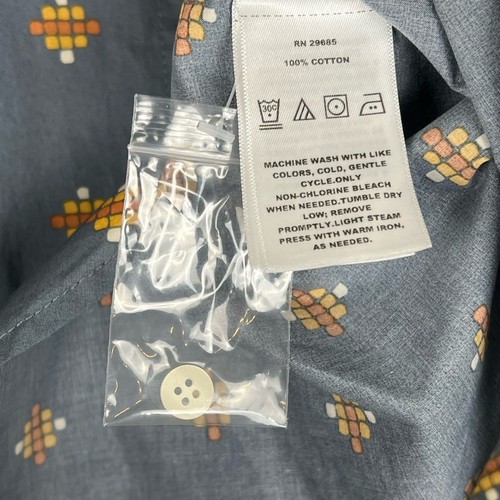 RN 29685
100% COTTON
30C
MACHINE WASH WITH LIKE
COLORS, COLD, GENTLE
CYCLE.ONLY
NON-CHLORINE BLEACH
WHEN NEEDED.TUMBLE DRY
LOW; REMOVE
PROMPTLY.LIGHT STEAM
PRESS WITH WARM IRON,
AS NEEDED.